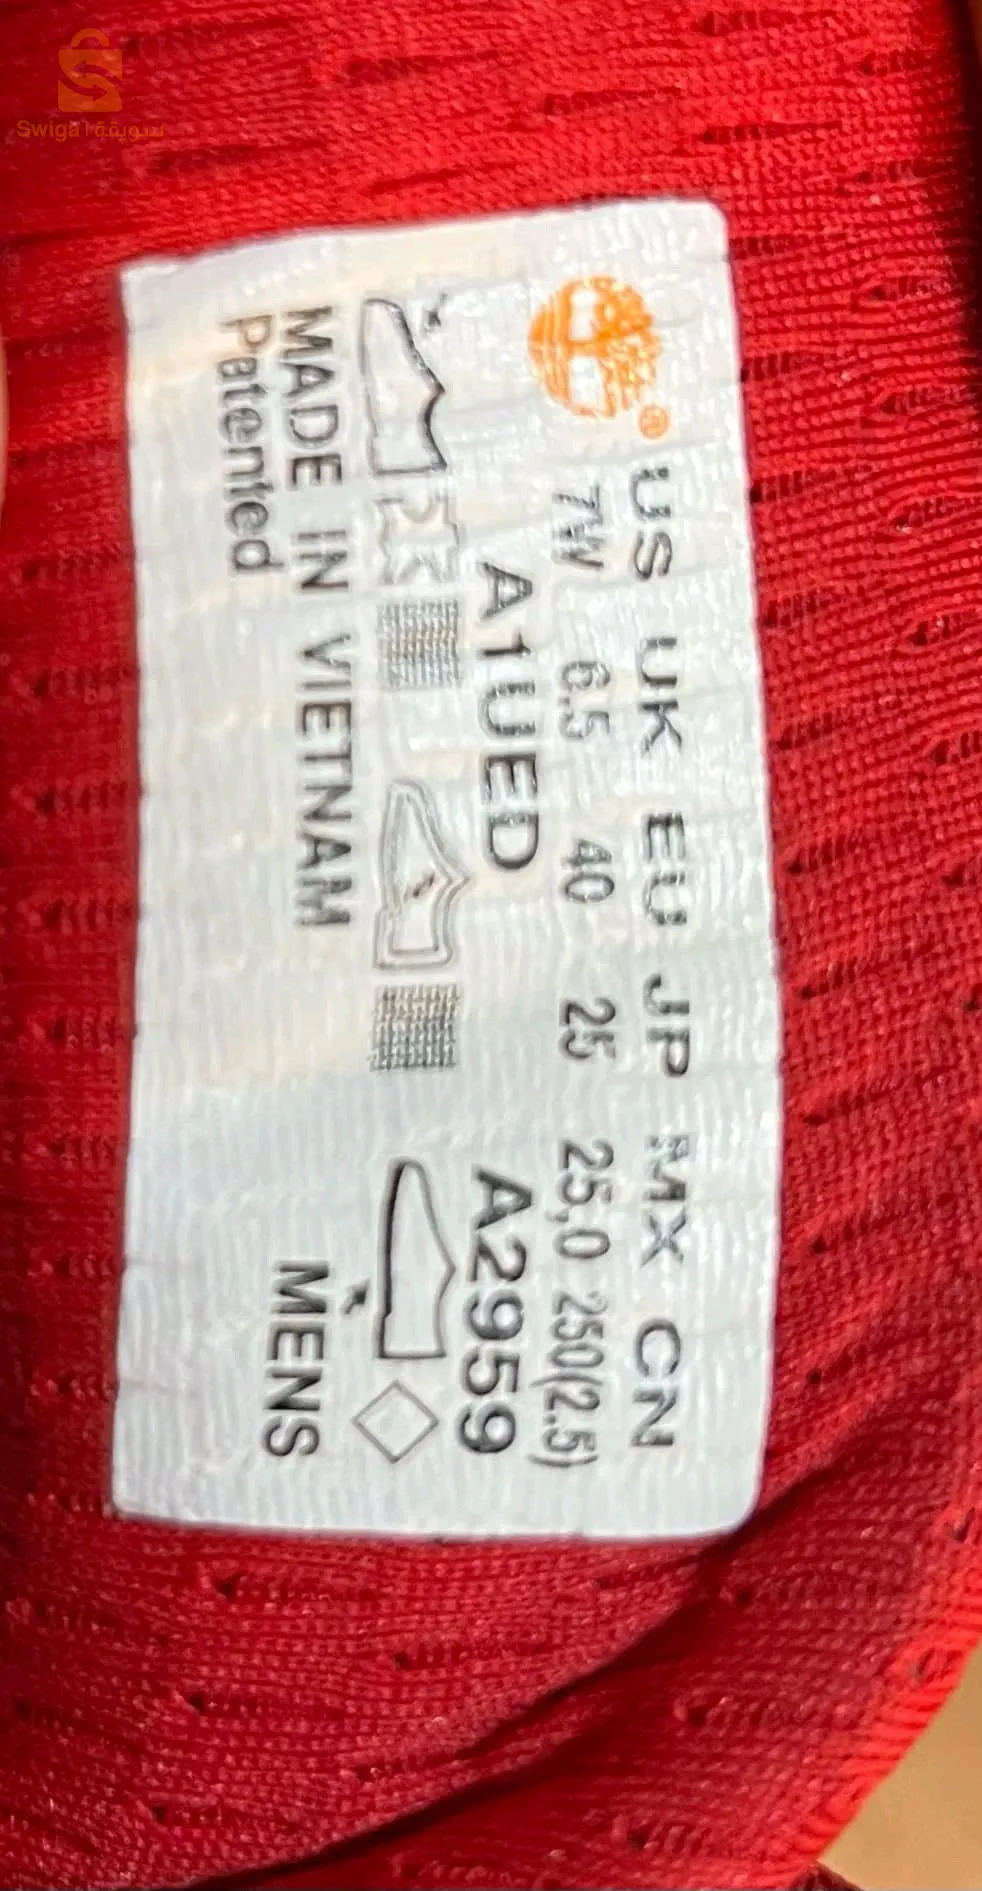 Swiga | سويقة
US UK EU JP MX CN
7W 6.5 40 25 25,0 250(2.5)
A1UED A2959
MADE IN VIETNAM MENS
Patented